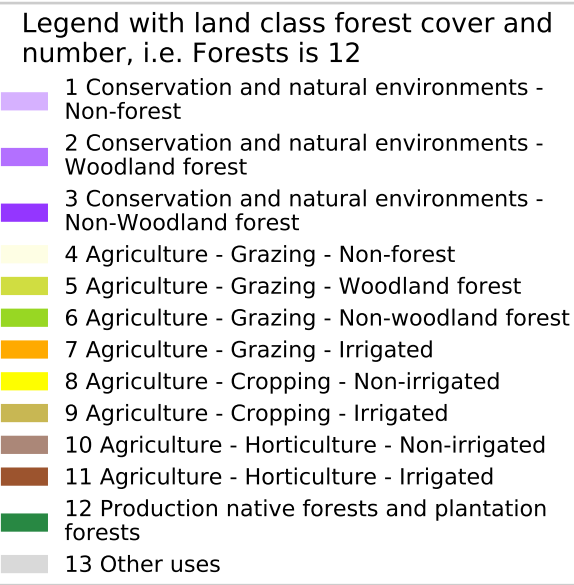 Legend with land class forest cover and
number, i.e. Forests is 12
1 Conservation and natural environments -
Non-forest
2 Conservation and natural environments -
Woodland forest
3 Conservation and natural environments -
Non-Woodland forest
4 Agriculture - Grazing - Non-forest
5 Agriculture - Grazing - Woodland forest
6 Agriculture - Grazing - Non-woodland forest
7 Agriculture - Grazing - Irrigated
8 Agriculture - Cropping - Non-irrigated
9 Agriculture - Cropping - Irrigated
10 Agriculture - Horticulture - Non-irrigated
11 Agriculture - Horticulture - Irrigated
12 Production native forests and plantation
forests
13 Other uses